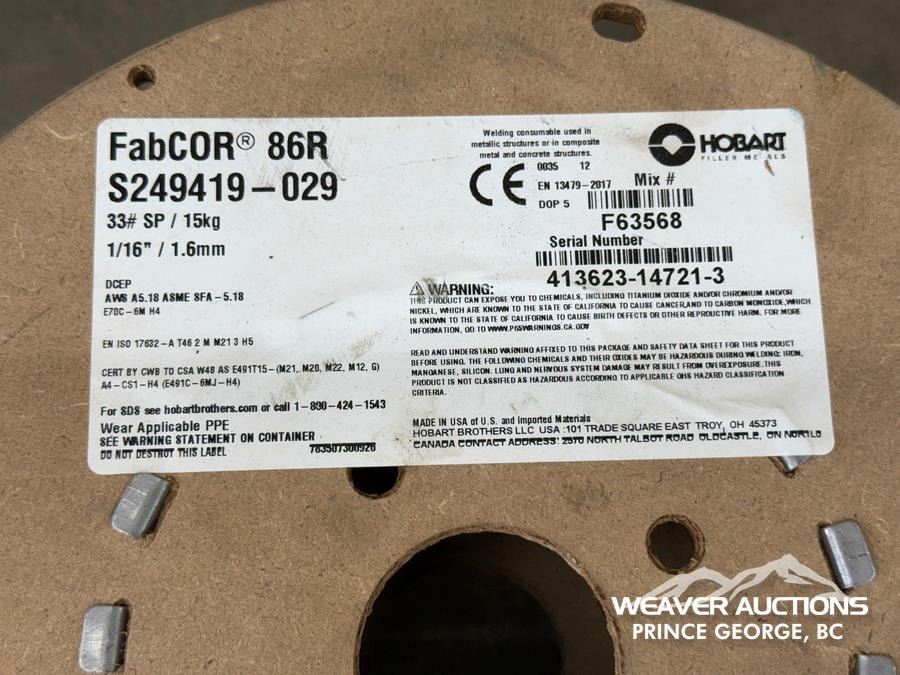 FabCOR® 86R
S249419-029
33# SP / 15kg
1/16" / 1.6mm
DCEP
AWS A5.18 ASME SFA-5.18
E70C-6M H4
EN ISO 17632-A T46 2 M M21 3 H5
CERT BY CWB TO CSA W48 AS E491T15-(M21, M20, M22, M12, G)
A4-CS1-H4 (E491C-6MJ-H4)
For SDS see hobartbrothers.com or call 1-800-424-1543
Wear Applicable PPE
SEE WARNING STATEMENT ON CONTAINER
DO NOT DESTROY THIS LABEL
783507300926
Welding consumable used in
metallic structures or in composite
metal and concrete structures.
CE
0035 12
EN 13479-2017
DOP 5
HOBART
FILLER METALS
Mix #
F63568
Serial Number
413623-14721-3
WARNING:
THIS PRODUCT CAN EXPOSE YOU TO CHEMICALS, INCLUDING TITANIUM DIOXIDE AND/OR CHROMIUM AND/OR
NICKEL, WHICH ARE KNOWN TO THE STATE OF CALIFORNIA TO CAUSE CANCER, AND TO CARBON MONOXIDE, WHICH
IS KNOWN TO THE STATE OF CALIFORNIA TO CAUSE BIRTH DEFECTS OR OTHER REPRODUCTIVE HARM. FOR MORE
INFORMATION, GO TO WWW.P65WARNINGS.CA.GOV
READ AND UNDERSTAND WARNING AFFIXED TO THIS PACKAGE AND SAFETY DATA SHEET FOR THIS PRODUCT
BEFORE USING. THE FOLLOWING CHEMICALS AND THEIR OXIDES MAY BE HAZARDOUS DURING WELDING: IRON,
MANGANESE, SILICON. LUNG AND NERVOUS SYSTEM DAMAGE MAY RESULT FROM OVEREXPOSURE. THIS
PRODUCT IS NOT CLASSIFIED AS HAZARDOUS ACCORDING TO APPLICABLE GHS HAZARD CLASSIFICATION
CRITERIA.
MADE IN USA of U.S. and Imported Materials
HOBART BROTHERS LLC USA :101 TRADE SQUARE EAST TROY, OH 45373
CANADA CONTACT ADDRESS: 2570 NORTH TALBOT ROAD OLDCASTLE, ON N0R1L0
WEAVER AUCTIONS
PRINCE GEORGE, BC